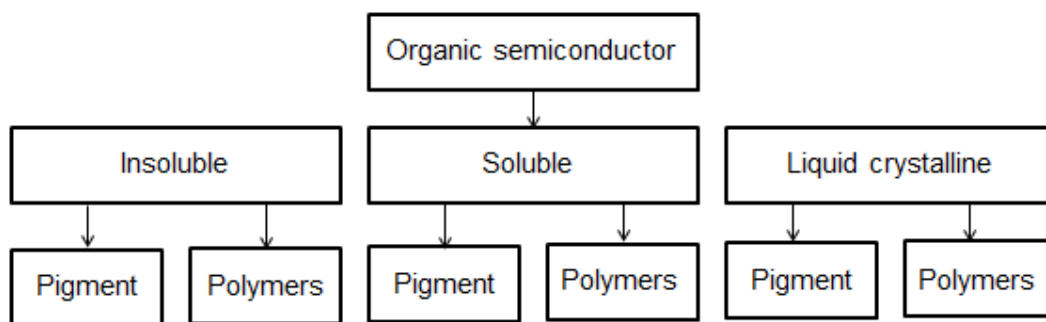 Organic semiconductor
Insoluble
Soluble
Liquid crystalline
Pigment
Polymers
Pigment
Polymers
Pigment
Polymers